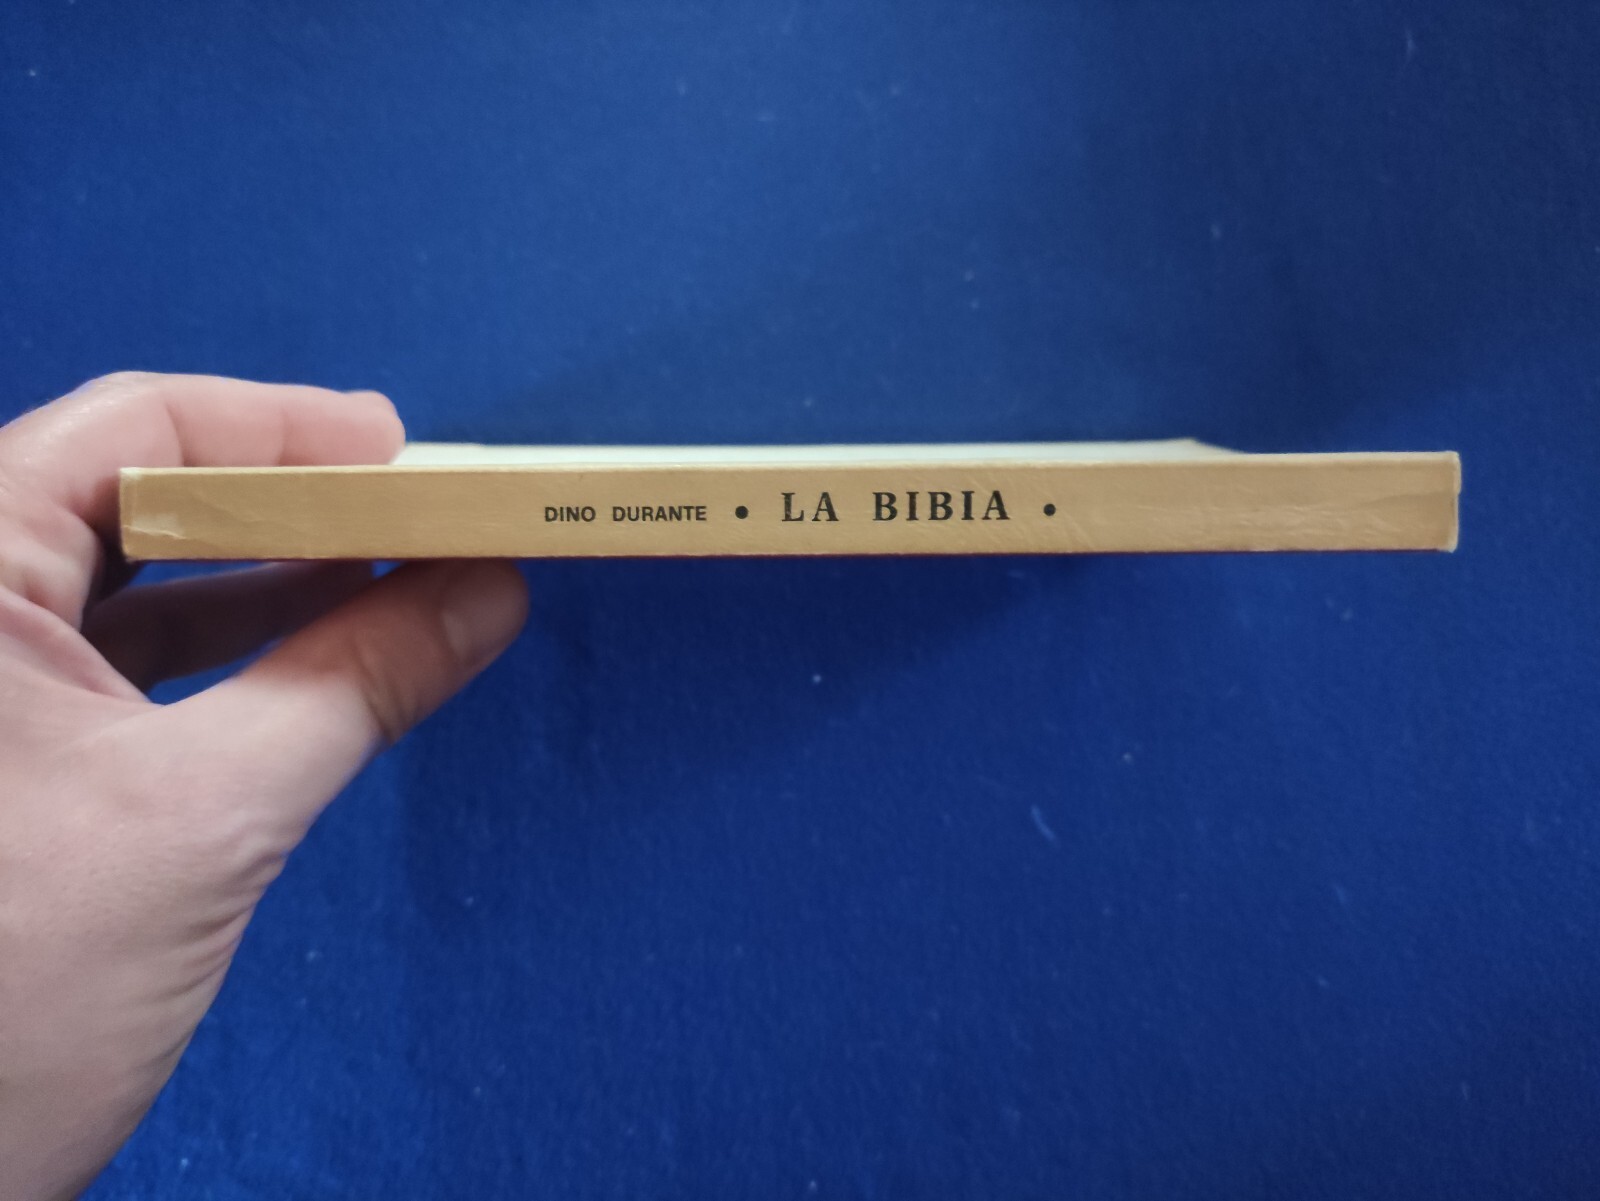 DINO DURANTE • LA BIBIA •